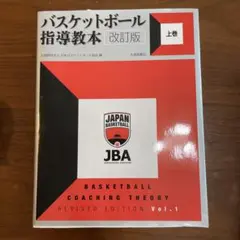 バスケットボール
指導教本 改訂版
上巻
JAPAN
BASKETBALL
JBA
BASKETBALL
COACHING THEORY
REVISED EDITION Vol.1